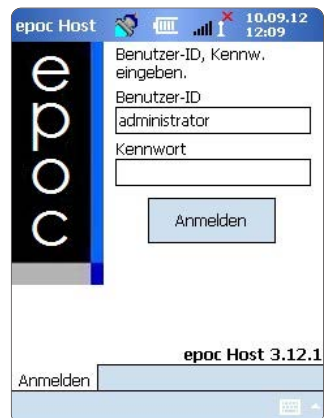 epoc Host
10.09.12
12:09
epoc
Benutzer-ID, Kennw.
eingeben.
Benutzer-ID
administrator
Kennwort
Anmelden
epoc Host 3.12.1
Anmelden